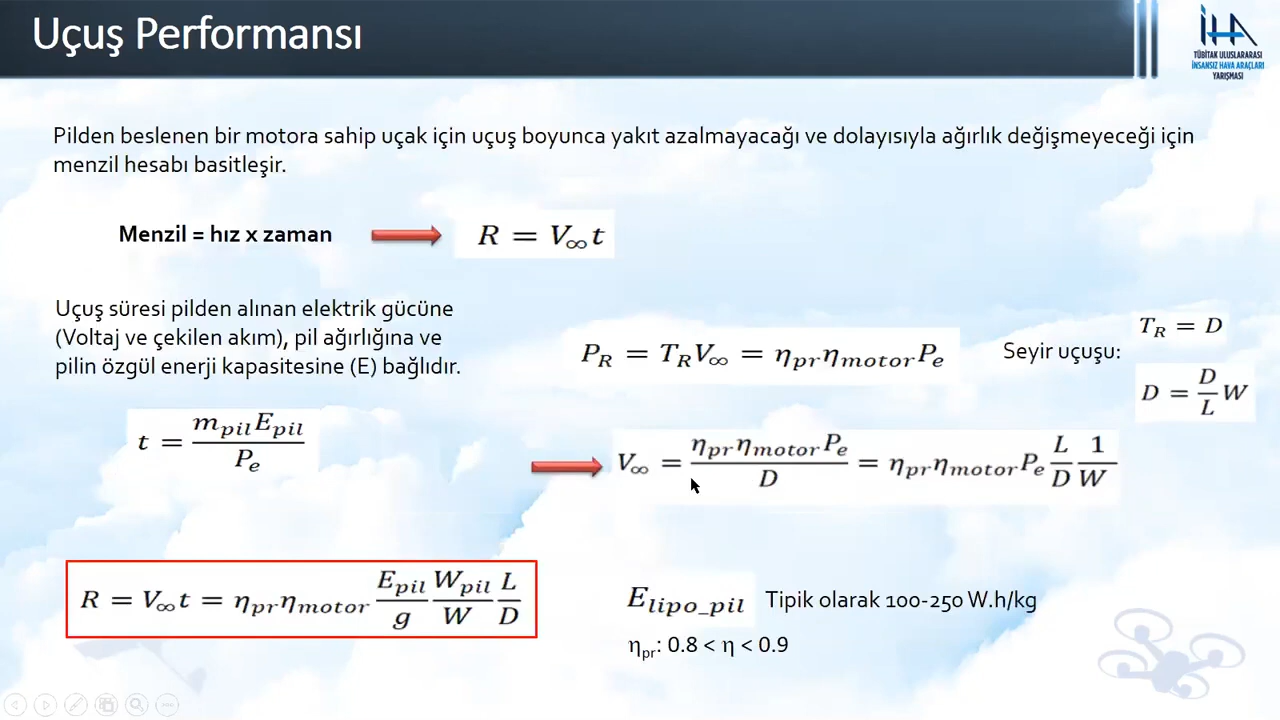 Uçuş Performansı
İHA
TÜBİTAK ULUSLARARASI
İNSANSIZ HAVA ARAÇLARI
YARIŞMASI
Pilden beslenen bir motora sahip uçak için uçuş boyunca yakıt azalmayacağı ve dolayısıyla ağırlık değişmeyeceği için
menzil hesabı basitleşir.
Menzil = hız x zaman
R = V∞t
Uçuş süresi pilden alınan elektrik gücüne
(Voltaj ve çekilen akım), pil ağırlığına ve
pilin özgül enerji kapasitesine (E) bağlıdır.
t = m_pil E_pil / P_e
P_R = T_R V∞ = η_pr η_motor P_e
Seyir uçuşu:
T_R = D
D = D/L W
V∞ = η_pr η_motor P_e / D = η_pr η_motor P_e L/D 1/W
R = V∞t = η_pr η_motor E_pil/g W_pil/W L/D
E_lipo_pil Tipik olarak 100-250 W.h/kg
η_pr: 0.8 < η < 0.9